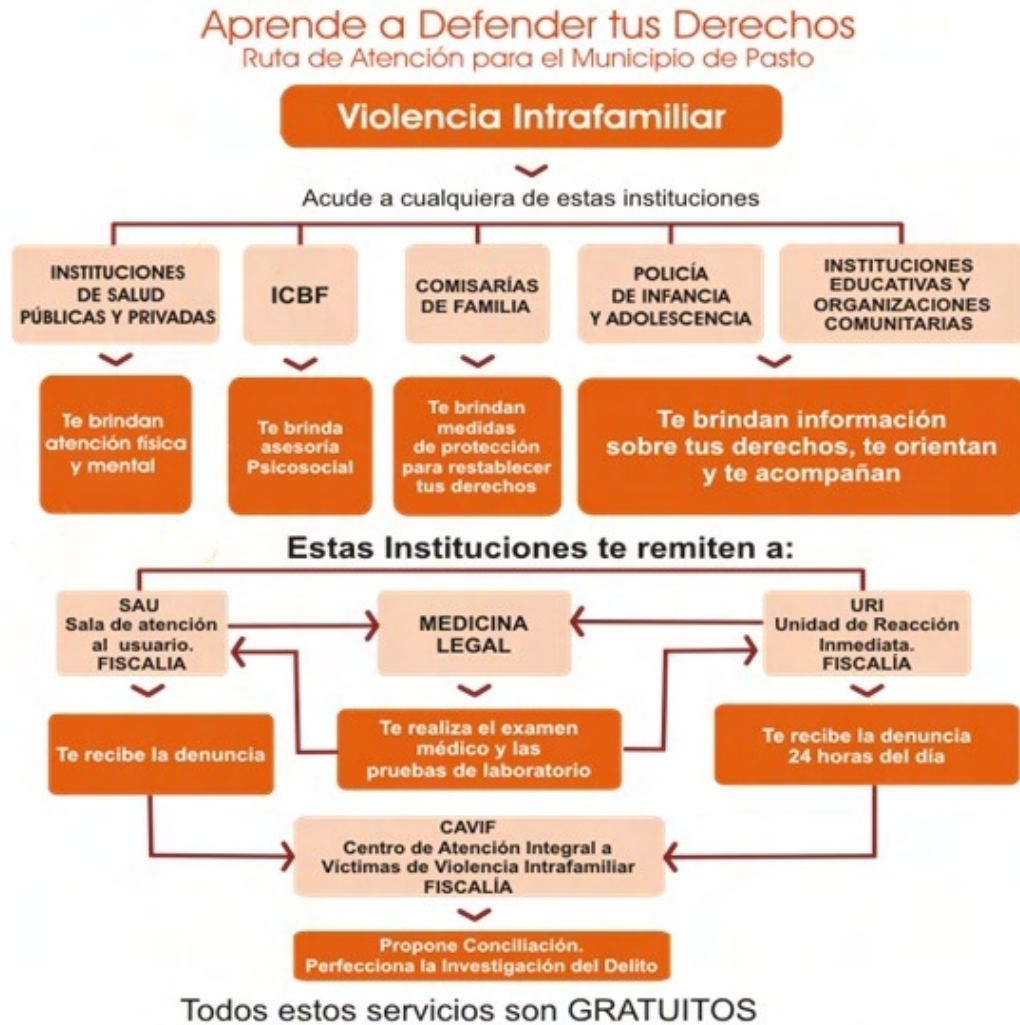 Aprende a Defender tus Derechos
Ruta de Atención para el Municipio de Pasto
Violencia Intrafamiliar
Acude a cualquiera de estas instituciones
INSTITUCIONES
DE SALUD
PÚBLICAS Y PRIVADAS
ICBF
COMISARÍAS
DE FAMILIA
POLICÍA
DE INFANCIA
Y ADOLESCENCIA
INSTITUCIONES
EDUCATIVAS Y
ORGANIZACIONES
COMUNITARIAS
Te brindan
atención física
y mental
Te brinda
asesoría
Psicosocial
Te brindan
medidas
de protección
para restablecer
tus derechos
Te brindan información
sobre tus derechos, te orientan
y te acompañan
Estas Instituciones te remiten a:
SAU
Sala de atención
al usuario.
FISCALIA
MEDICINA
LEGAL
URI
Unidad de Reacción
Inmediata.
FISCALÍA
Te recibe la denuncia
Te realiza el examen
médico y las
pruebas de laboratorio
Te recibe la denuncia
24 horas del día
CAVIF
Centro de Atención Integral a
Víctimas de Violencia Intrafamiliar
FISCALÍA
Propone Conciliación.
Perfecciona la Investigación del Delito
Todos estos servicios son GRATUITOS